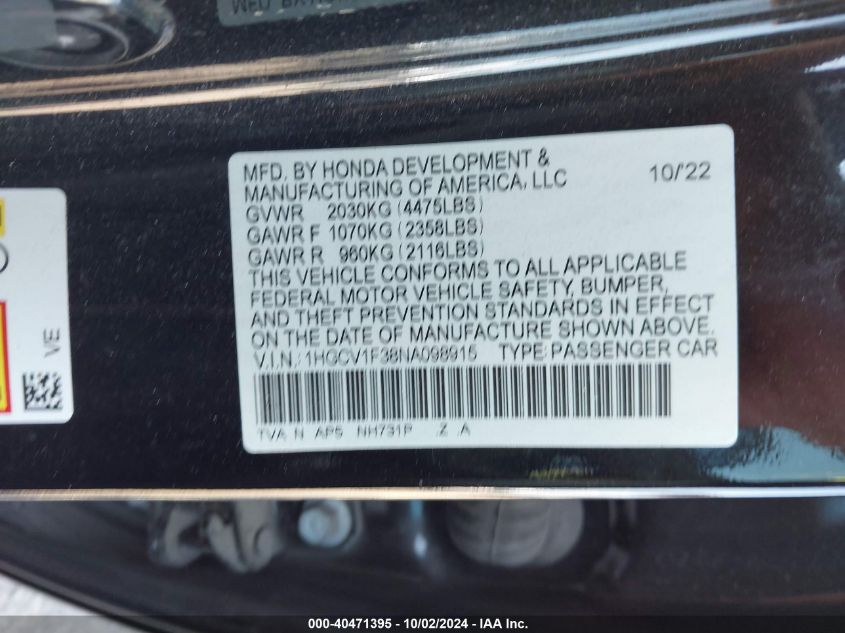 MFD. BY HONDA DEVELOPMENT &
MANUFACTURING OF AMERICA, LLC 10/'22
GVWR 2030KG (4475LBS)
GAWR F 1070KG (2358LBS)
GAWR R 960KG (2116LBS)
THIS VEHICLE CONFORMS TO ALL APPLICABLE
FEDERAL MOTOR VEHICLE SAFETY, BUMPER,
AND THEFT PREVENTION STANDARDS IN EFFECT
ON THE DATE OF MANUFACTURE SHOWN ABOVE.
V.I.N.: 1HGCV1F38NA098915 TYPE: PASSENGER CAR
TVA N AP5 NH731P Z A
VE
000-40471395 - 10/02/2024 - IAA Inc.